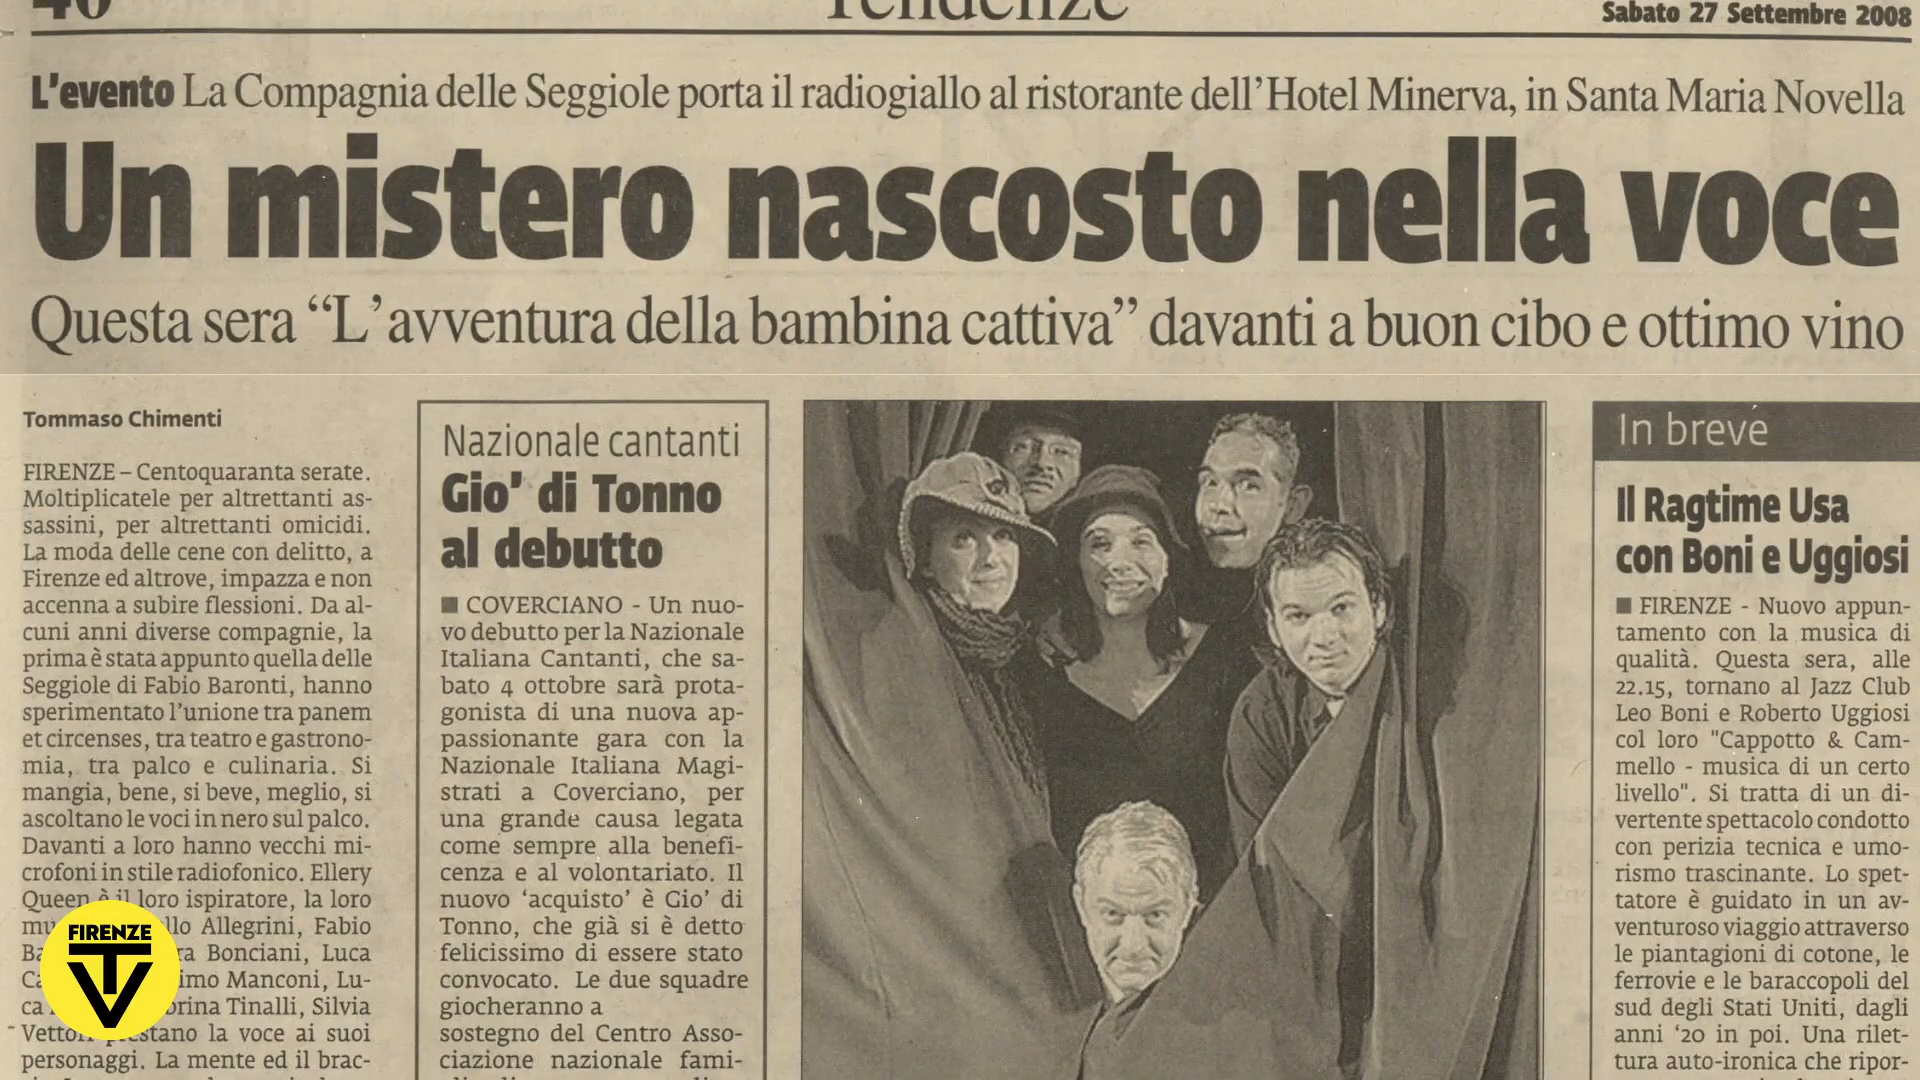 40 Tendenze Sabato 27 Settembre 2008
L'evento La Compagnia delle Seggiole porta il radiogiallo al ristorante dell'Hotel Minerva, in Santa Maria Novella
Un mistero nascosto nella voce
Questa sera “L'avventura della bambina cattiva” davanti a buon cibo e ottimo vino
Tommaso Chimenti
FIRENZE – Centoquaranta serate.
Moltiplicatele per altrettanti as-
sassini, per altrettanti omicidi.
La moda delle cene con delitto, a
Firenze ed altrove, impazza e non
accenna a subire flessioni. Da al-
cuni anni diverse compagnie, la
prima è stata appunto quella delle
Seggiole di Fabio Baronti, hanno
sperimentato l'unione tra panem
et circenses, tra teatro e gastrono-
mia, tra palco e culinaria. Si
mangia, bene, si beve, meglio, si
ascoltano le voci in nero sul palco.
Davanti a loro hanno vecchi mi-
crofoni in stile radiofonico. Ellery
Queen è il loro ispiratore, la loro
Allegrini, Fabio
Bonciani, Luca
Manconi, Lu-
ca Tinalli, Silvia
la voce ai suoi
personaggi. La mente ed il brac-
Nazionale cantanti
Gio' di Tonno
al debutto
■ COVERCIANO - Un nuo-
vo debutto per la Nazionale
Italiana Cantanti, che sa-
bato 4 ottobre sarà prota-
gonista di una nuova ap-
passionante gara con la
Nazionale Italiana Magi-
strati a Coverciano, per
una grande causa legata
come sempre alla benefi-
cenza e al volontariato. Il
nuovo ‘acquisto’ è Gio' di
Tonno, che già si è detto
felicissimo di essere stato
convocato. Le due squadre
giocheranno a
sostegno del Centro Asso-
ciazione nazionale fami-
In breve
Il Ragtime Usa
con Boni e Uggiosi
■ FIRENZE - Nuovo appun-
tamento con la musica di
qualità. Questa sera, alle
22.15, tornano al Jazz Club
Leo Boni e Roberto Uggiosi
col loro "Cappotto & Cam-
mello - musica di un certo
livello". Si tratta di un di-
vertente spettacolo condotto
con perizia tecnica e umo-
rismo trascinante. Lo spet-
tatore è guidato in un av-
venturoso viaggio attraverso
le piantagioni di cotone, le
ferrovie e le baraccopoli del
sud degli Stati Uniti, dagli
anni ‘20 in poi. Una rilet-
tura auto-ironica che ripor-
FIRENZE
TV